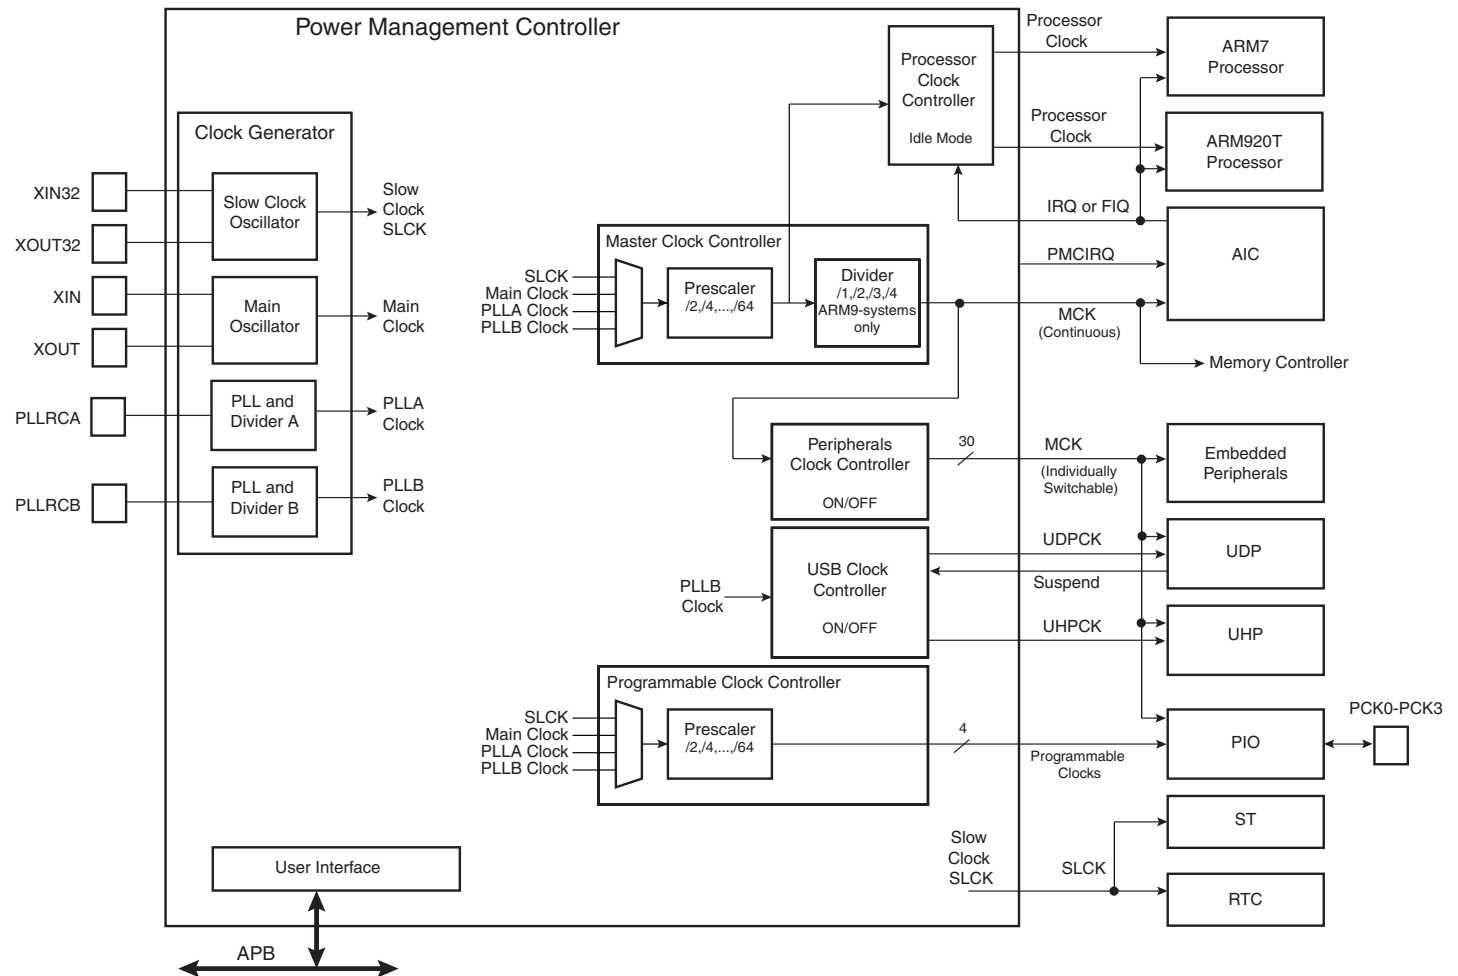 Power Management Controller
Clock Generator
XIN32
XOUT32
Slow Clock
Oscillator
Slow
Clock
SLCK
XIN
XOUT
Main
Oscillator
Main
Clock
PLLRCA
PLL and
Divider A
PLLA
Clock
PLLRCB
PLL and
Divider B
PLLB
Clock
Processor
Clock
Controller
Idle Mode
Processor
Clock
ARM7
Processor
Processor
Clock
ARM920T
Processor
IRQ or FIQ
PMCIRQ
AIC
Master Clock Controller
SLCK
Main Clock
PLLA Clock
PLLB Clock
Prescaler
/2,/4,...,/64
Divider
/1,/2,/3,/4
ARM9-systems
only
MCK
(Continuous)
Memory Controller
Peripherals
Clock Controller
ON/OFF
30
MCK
(Individually
Switchable)
Embedded
Peripherals
PLLB
Clock
USB Clock
Controller
ON/OFF
UDPCK
Suspend
UDP
UHPCK
UHP
Programmable Clock Controller
SLCK
Main Clock
PLLA Clock
PLLB Clock
Prescaler
/2,/4,...,/64
4
Programmable
Clocks
PIO
PCK0-PCK3
Slow
Clock
SLCK
SLCK
ST
RTC
User Interface
APB